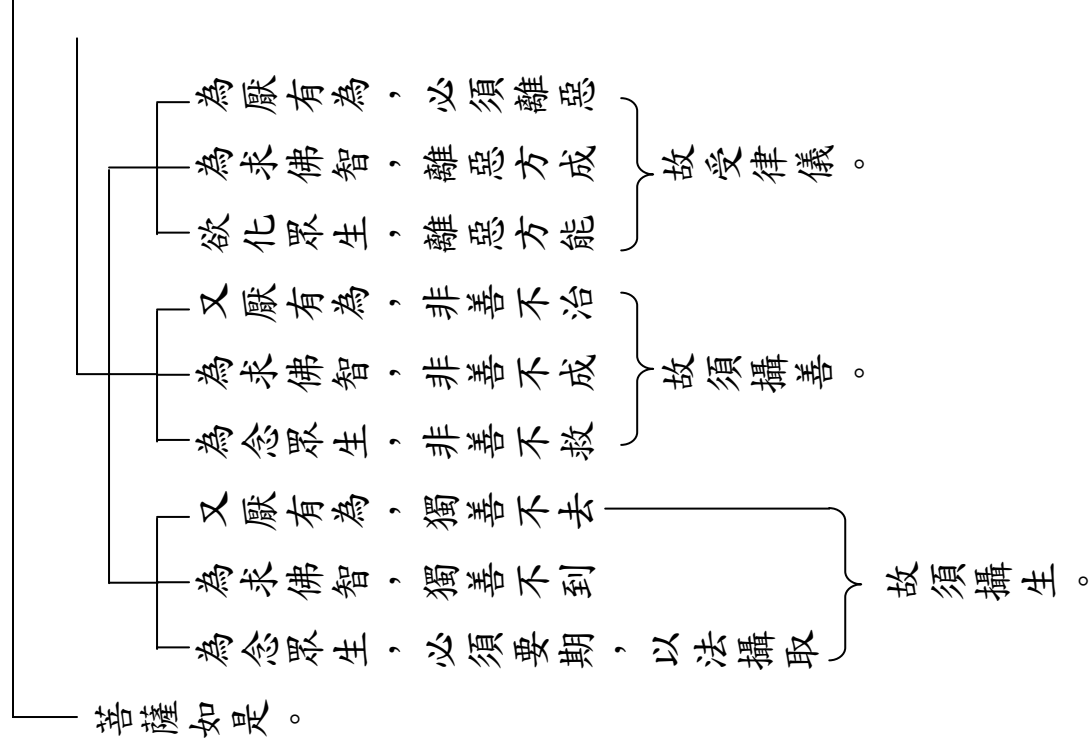 為厭有為，必須離惡
為求佛智，離惡方成
欲化眾生，離惡方能
故受律儀。
又厭有為，非善不治
為求佛智，非善不成
為念眾生，非善不救
故須攝善。
又厭有為，獨善不去
為求佛智，獨善不到
為念眾生，必須要期，以法攝取
故須攝生。
菩薩如是。